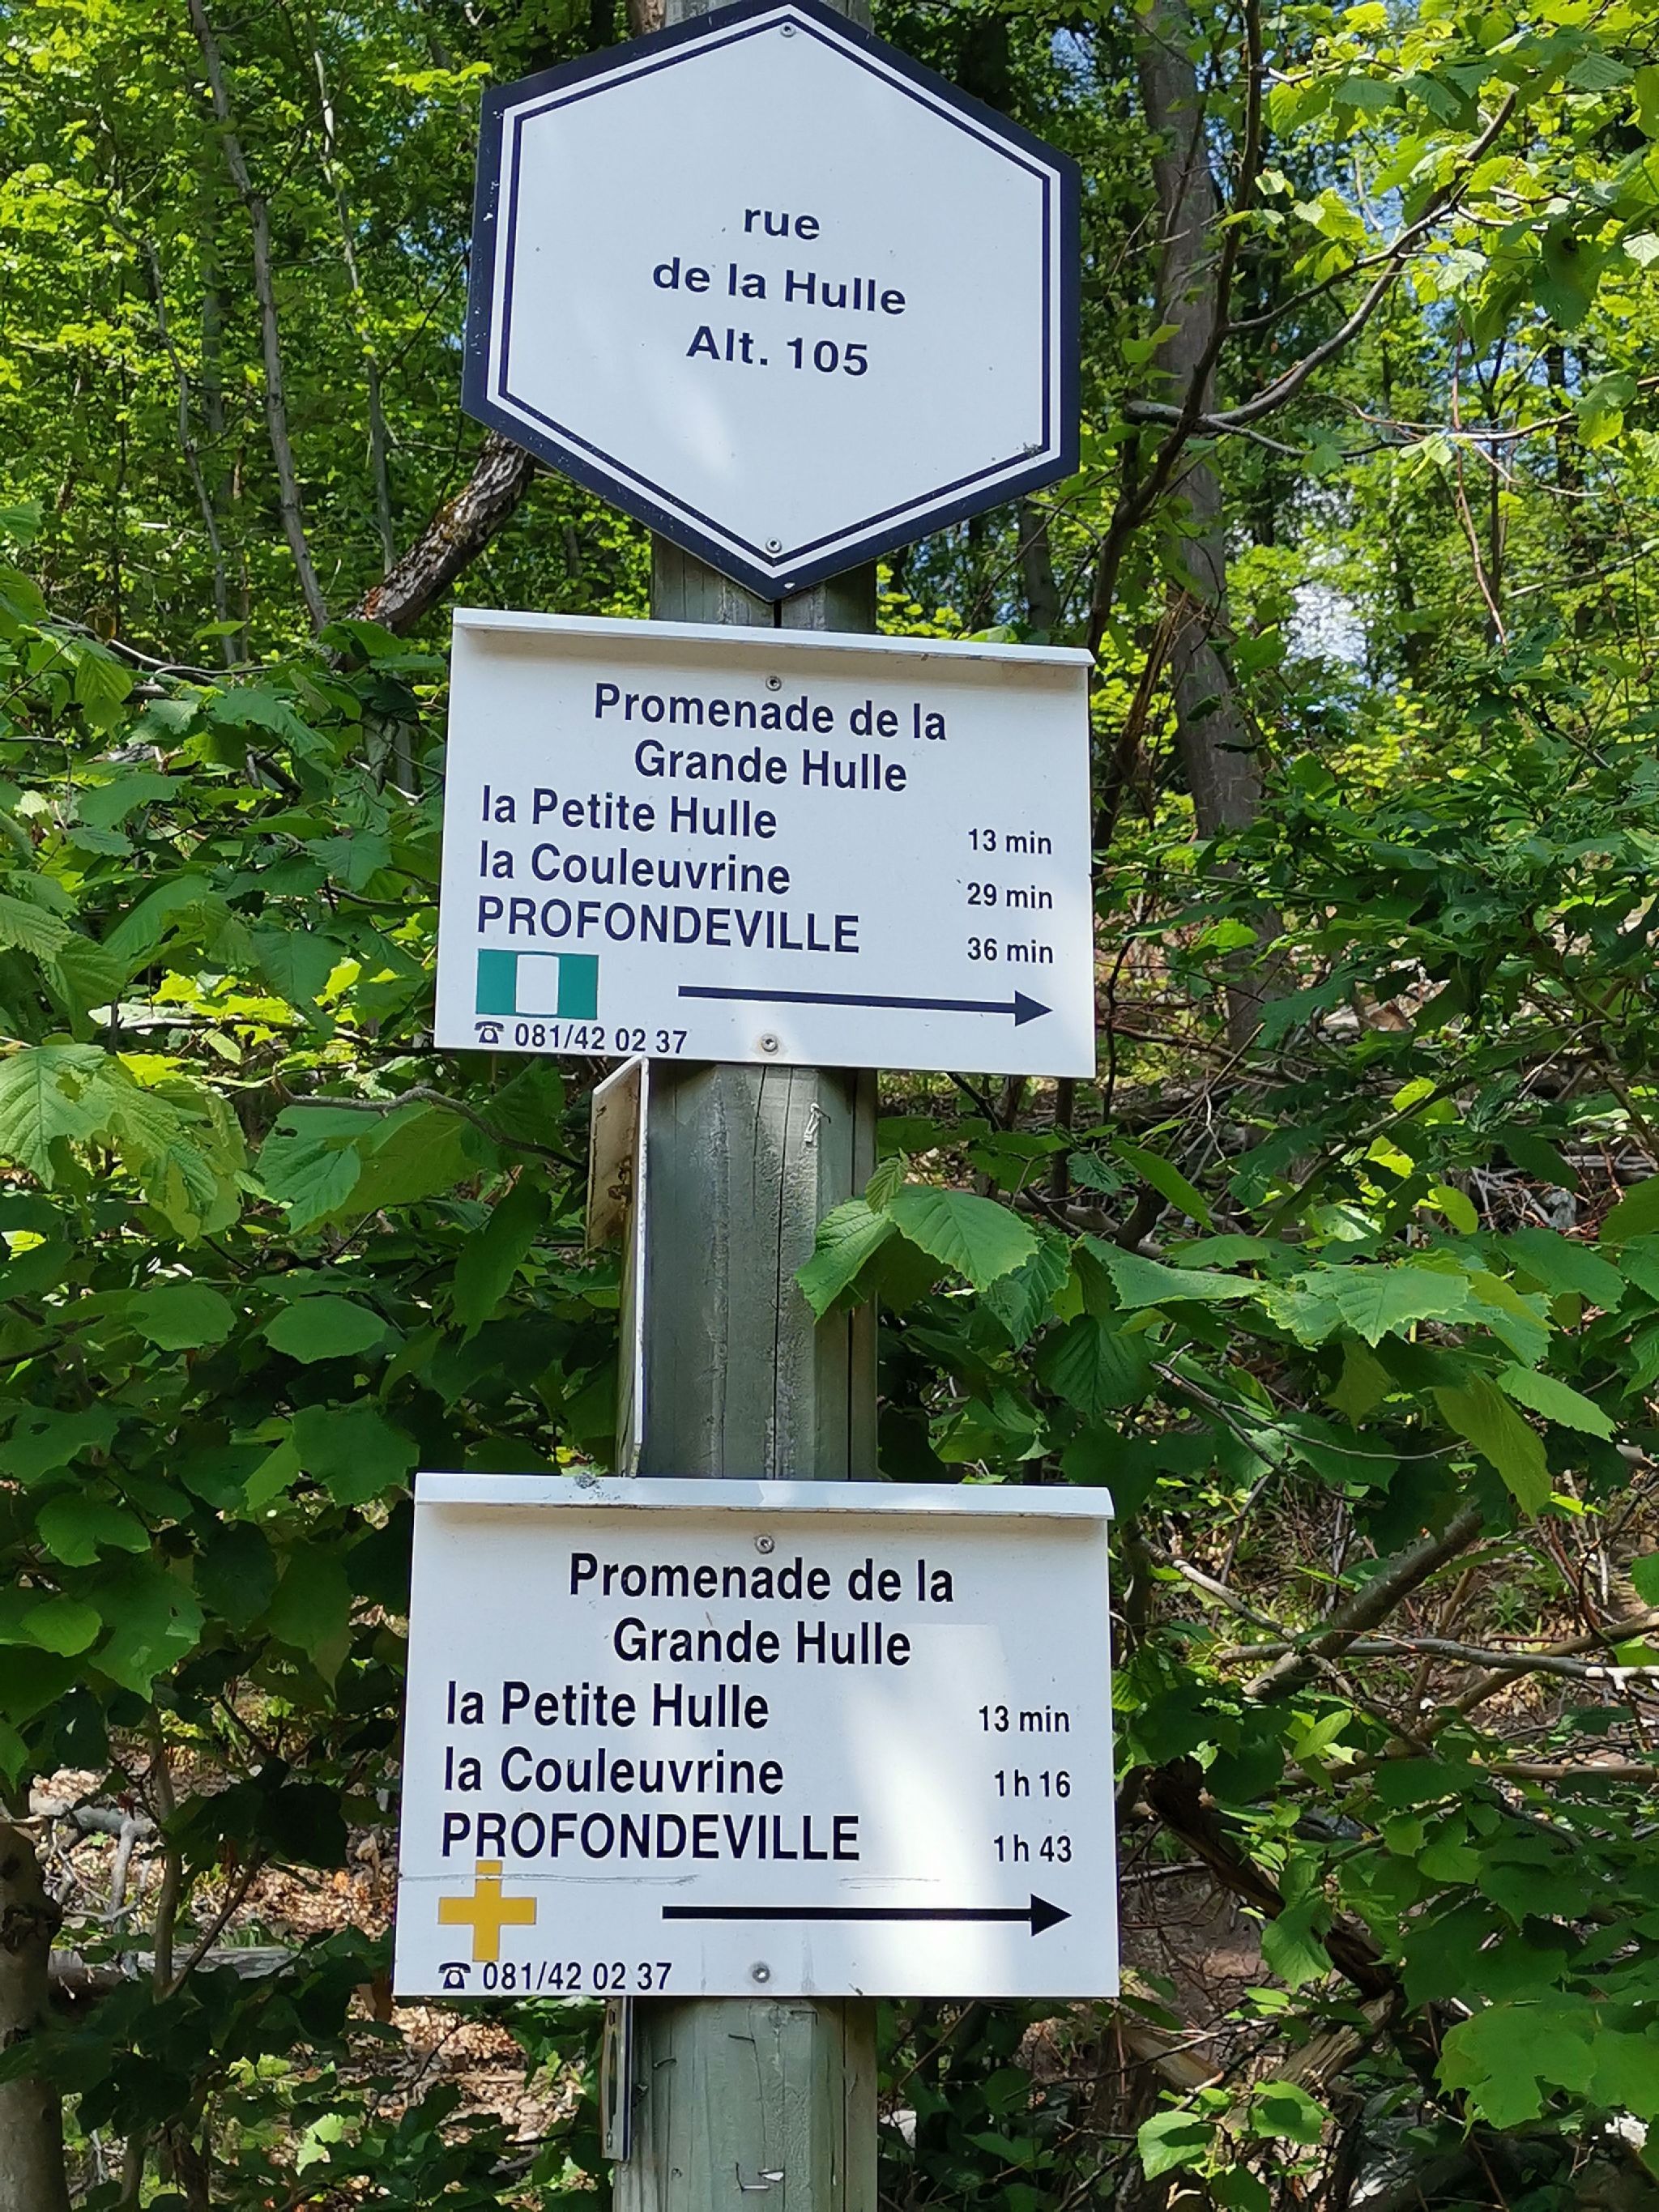 rue
de la Hulle
Alt. 105
Promenade de la
Grande Hulle
la Petite Hulle 13 min
la Couleuvrine 29 min
PROFONDEVILLE 36 min
☎ 081/42 02 37
Promenade de la
Grande Hulle
la Petite Hulle 13 min
la Couleuvrine 1 h 16
PROFONDEVILLE 1 h 43
☎ 081/42 02 37